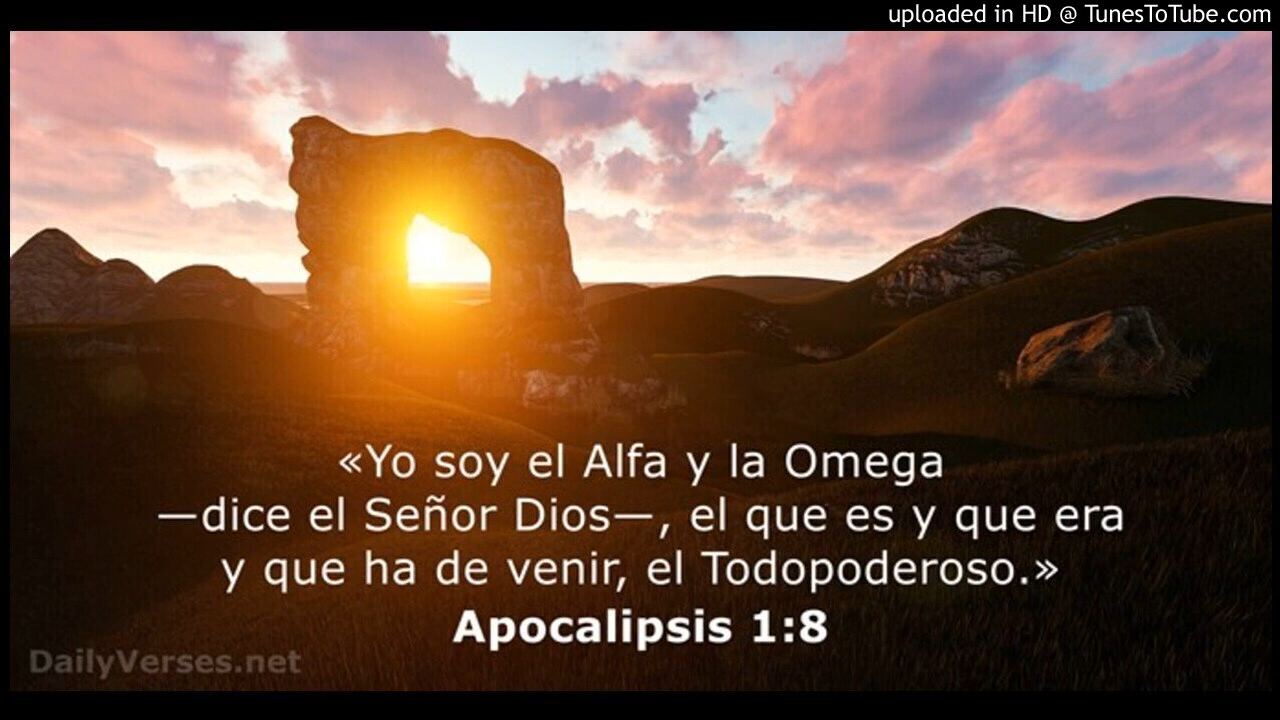 uploaded in HD @ TunesToTube.com
«Yo soy el Alfa y la Omega
—dice el Señor Dios—, el que es y que era
y que ha de venir, el Todopoderoso.»
Apocalipsis 1:8
DailyVerses.net